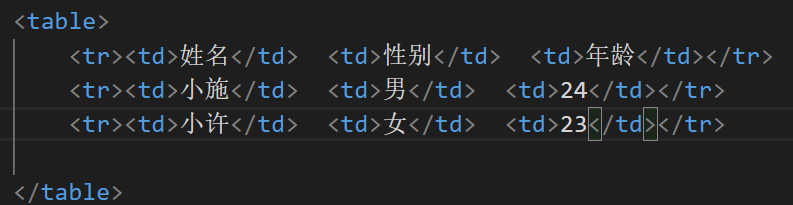 <table>
<tr><td>姓名</td>  <td>性别</td>  <td>年龄</td></tr>
<tr><td>小施</td>  <td>男</td>  <td>24</td></tr>
<tr><td>小许</td>  <td>女</td>  <td>23</td></tr>
</table>